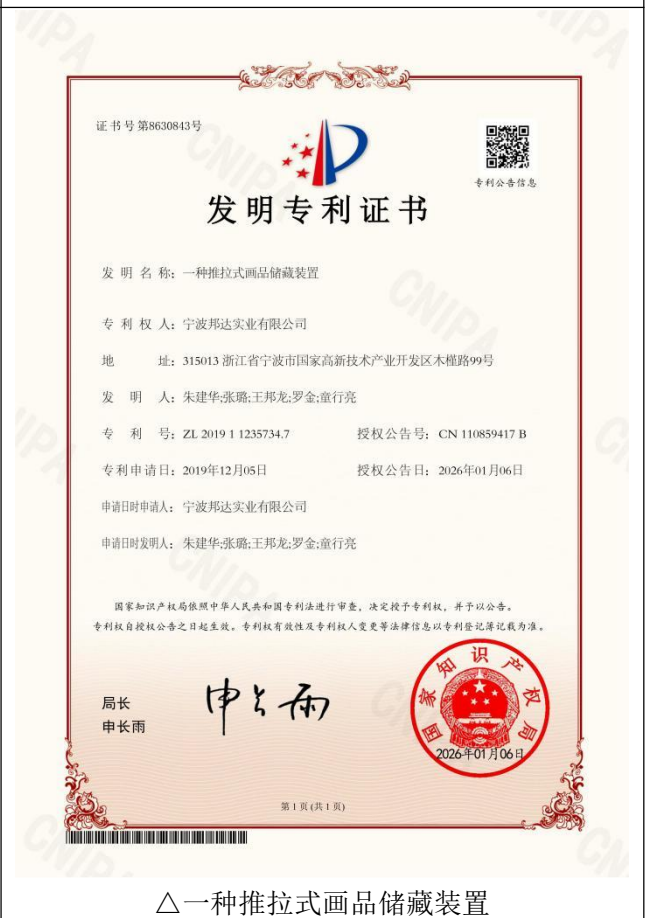 证书号第8630843号
专利公告信息
发明专利证书
发明名称：一种推拉式画品储藏装置
专利权人：宁波邦达实业有限公司
地址：315013 浙江省宁波市国家高新技术产业开发区木槿路99号
发明人：朱建华;张璐;王邦龙;罗金;童行亮
专利号：ZL 2019 1 1235734.7 授权公告号：CN 110859417 B
专利申请日：2019年12月05日 授权公告日：2026年01月06日
申请日时申请人：宁波邦达实业有限公司
申请日时发明人：朱建华;张璐;王邦龙;罗金;童行亮
国家知识产权局依照中华人民共和国专利法进行审查，决定授予专利权，并予以公告。
专利权自授权公告之日起生效。专利权有效性及专利权人变更等法律信息以专利登记簿记载为准。
局长
申长雨
申长雨
国家知识产权局
2026年01月06日
第1页(共1页)
CNIPA
△一种推拉式画品储藏装置